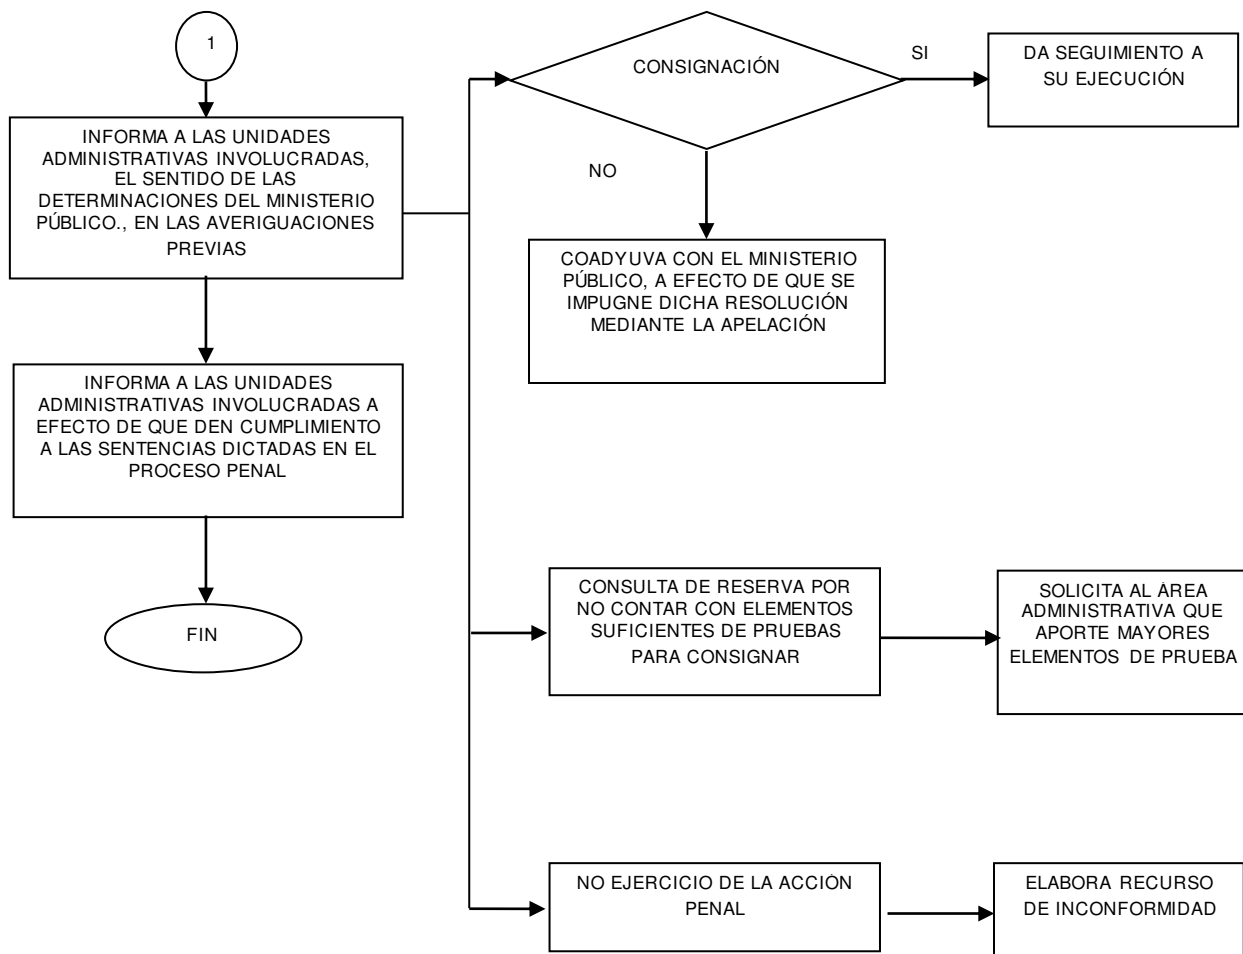 1
INFORMA A LAS UNIDADES
ADMINISTRATIVAS INVOLUCRADAS,
EL SENTIDO DE LAS
DETERMINACIONES DEL MINISTERIO
PÚBLICO., EN LAS AVERIGUACIONES
PREVIAS
INFORMA A LAS UNIDADES
ADMINISTRATIVAS INVOLUCRADAS A
EFECTO DE QUE DEN CUMPLIMIENTO
A LAS SENTENCIAS DICTADAS EN EL
PROCESO PENAL
FIN
CONSIGNACIÓN
SI
DA SEGUIMIENTO A
SU EJECUCIÓN
NO
COADYUVA CON EL MINISTERIO
PÚBLICO, A EFECTO DE QUE SE
IMPUGNE DICHA RESOLUCIÓN
MEDIANTE LA APELACIÓN
CONSULTA DE RESERVA POR
NO CONTAR CON ELEMENTOS
SUFICIENTES DE PRUEBAS
PARA CONSIGNAR
SOLICITA AL ÁREA
ADMINISTRATIVA QUE
APORTE MAYORES
ELEMENTOS DE PRUEBA
NO EJERCICIO DE LA ACCIÓN
PENAL
ELABORA RECURSO
DE INCONFORMIDAD